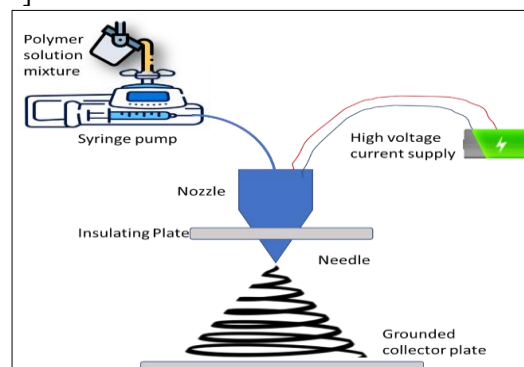 ]
Polymer
solution
mixture
Syringe pump
High voltage
current supply
Nozzle
Insulating Plate
Needle
Grounded
collector plate